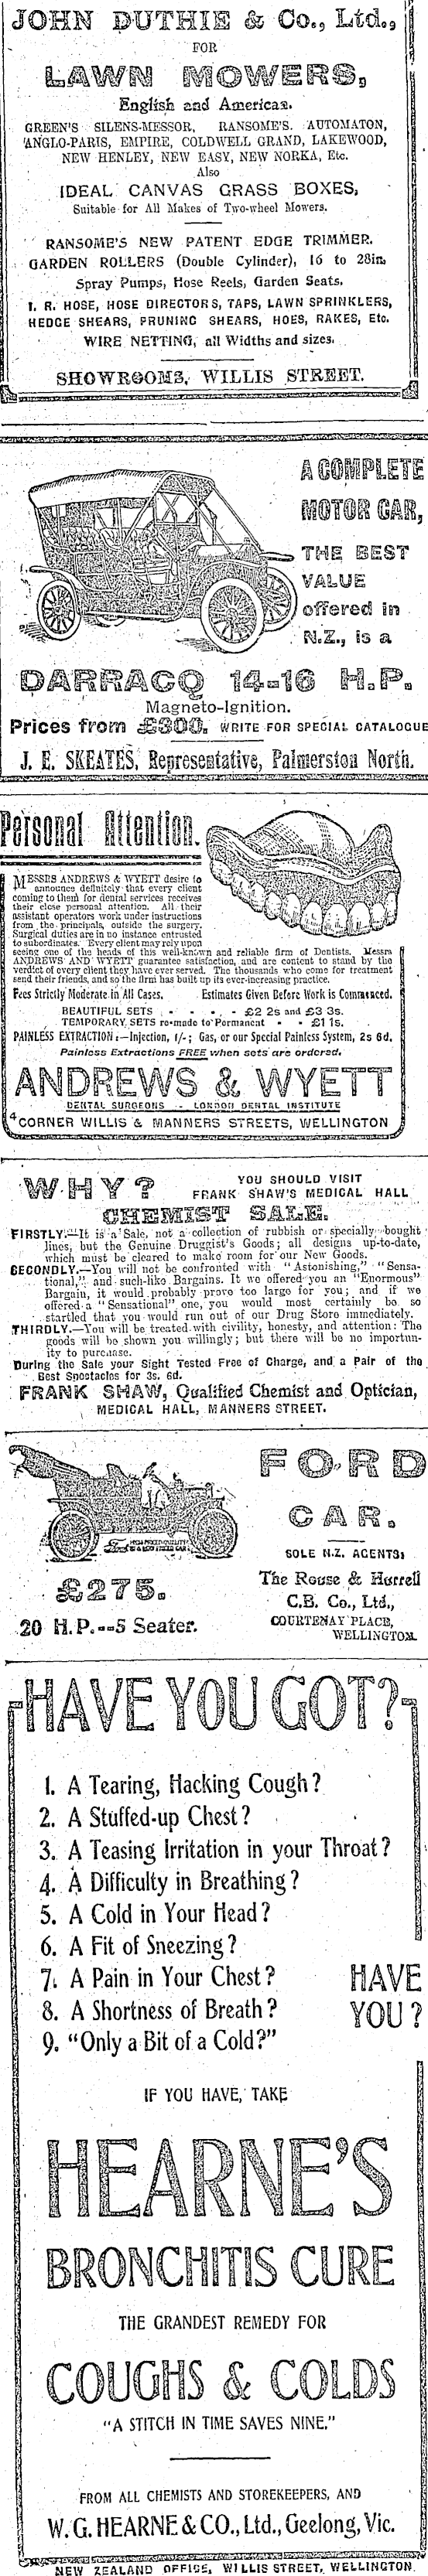 JOHN DUTHIE & Co., Ltd.,
FOR
LAWN MOWERS,
English and American.
GREEN'S SILENS-MESSOR, RANSOME'S. AUTOMATON,
ANGLO-PARIS, EMPIRE, COLDWELL GRAND, LAKEWOOD,
NEW HENLEY, NEW EASY, NEW NORKA, Etc.
Also
IDEAL CANVAS GRASS BOXES,
Suitable for All Makes of Two-wheel Mowers.
RANSOME'S NEW PATENT EDGE TRIMMER.
GARDEN ROLLERS (Double Cylinder), 16 to 28in.
Spray Pumps, Hose Reels, Garden Seats.
I. R. HOSE, HOSE DIRECTORS, TAPS, LAWN SPRINKLERS,
HEDGE SHEARS, PRUNING SHEARS, HOES, RAKES, Etc.
WIRE NETTING, all Widths and sizes.
SHOWROOMS, WILLIS STREET.
A COMPLETE
MOTOR CAR,
THE BEST
VALUE
offered in
N.Z., is a
DARRACQ 14-16 H.P.
Magneto-Ignition.
Prices from £300. WRITE FOR SPECIAL CATALOGUE
J. E. SKEATES, Representative, Palmerston North.
Personal Attention.
MESSRS ANDREWS & WYETT desire to
announce definitely that every client
coming to them for dental services receives
their close personal attention. All their
assistant operators work under instructions
from the principals, outside the surgery.
Surgical duties are in no instance entrusted
to subordinates. Every client may rely upon
seeing one of the heads of this well-known and reliable firm of Dentists. Messrs
ANDREWS AND WYETT guarantee satisfaction, and are content to stand by the
verdict of every client they have ever served. The thousands who come for treatment
send their friends, and so the firm has built up its ever-increasing practice.
Fees Strictly Moderate in All Cases. Estimates Given Before Work is Commenced.
BEAUTIFUL SETS - - - - £2 2s and £3 3s.
TEMPORARY SETS re-made to Permanent - - £1 1s.
PAINLESS EXTRACTION:—Injection, 1/-; Gas, or our Special Painless System, 2s 6d.
Painless Extractions FREE when sets are ordered.
ANDREWS & WYETT
DENTAL SURGEONS LONDON DENTAL INSTITUTE
4 CORNER WILLIS & MANNERS STREETS, WELLINGTON
WHY? YOU SHOULD VISIT
FRANK SHAW'S MEDICAL HALL
CHEMIST SALE.
FIRSTLY.—It is a Sale, not a collection of rubbish or specially bought
lines, but the Genuine Druggist's Goods; all designs up-to-date,
which must be cleared to make room for our New Goods.
SECONDLY.—You will not be confronted with "Astonishing," "Sensa-
tional," and such-like Bargains. It we offered you an "Enormous"
Bargain, it would probably prove too large for you; and if we
offered a "Sensational" one, you would most certainly be so
startled that you would run out of our Drug Store immediately.
THIRDLY.—You will be treated with civility, honesty, and attention: The
goods will be shown you willingly; but there will be no importun-
ity to purchase.
During the Sale your Sight Tested Free of Charge, and a Pair of the
Best Spectacles for 3s. 6d.
FRANK SHAW, Qualified Chemist and Optician,
MEDICAL HALL, MANNERS STREET.
FORD
CAR.
SOLE N.Z. AGENTS:
The Rouse & Hurrell
C.B. Co., Ltd.,
COURTENAY PLACE,
WELLINGTON.
£275.
20 H.P.--5 Seater.
HAVE YOU GOT?
1. A Tearing, Hacking Cough?
2. A Stuffed-up Chest?
3. A Teasing Irritation in your Throat?
4. A Difficulty in Breathing?
5. A Cold in Your Head?
6. A Fit of Sneezing?
7. A Pain in Your Chest?
8. A Shortness of Breath?
9. "Only a Bit of a Cold?"
HAVE
YOU?
IF YOU HAVE, TAKE
HEARNE'S
BRONCHITIS CURE
THE GRANDEST REMEDY FOR
COUGHS & COLDS
"A STITCH IN TIME SAVES NINE."
FROM ALL CHEMISTS AND STOREKEEPERS, AND
W. G. HEARNE & CO., Ltd., Geelong, Vic.
NEW ZEALAND OFFICE, WILLIS STREET, WELLINGTON.